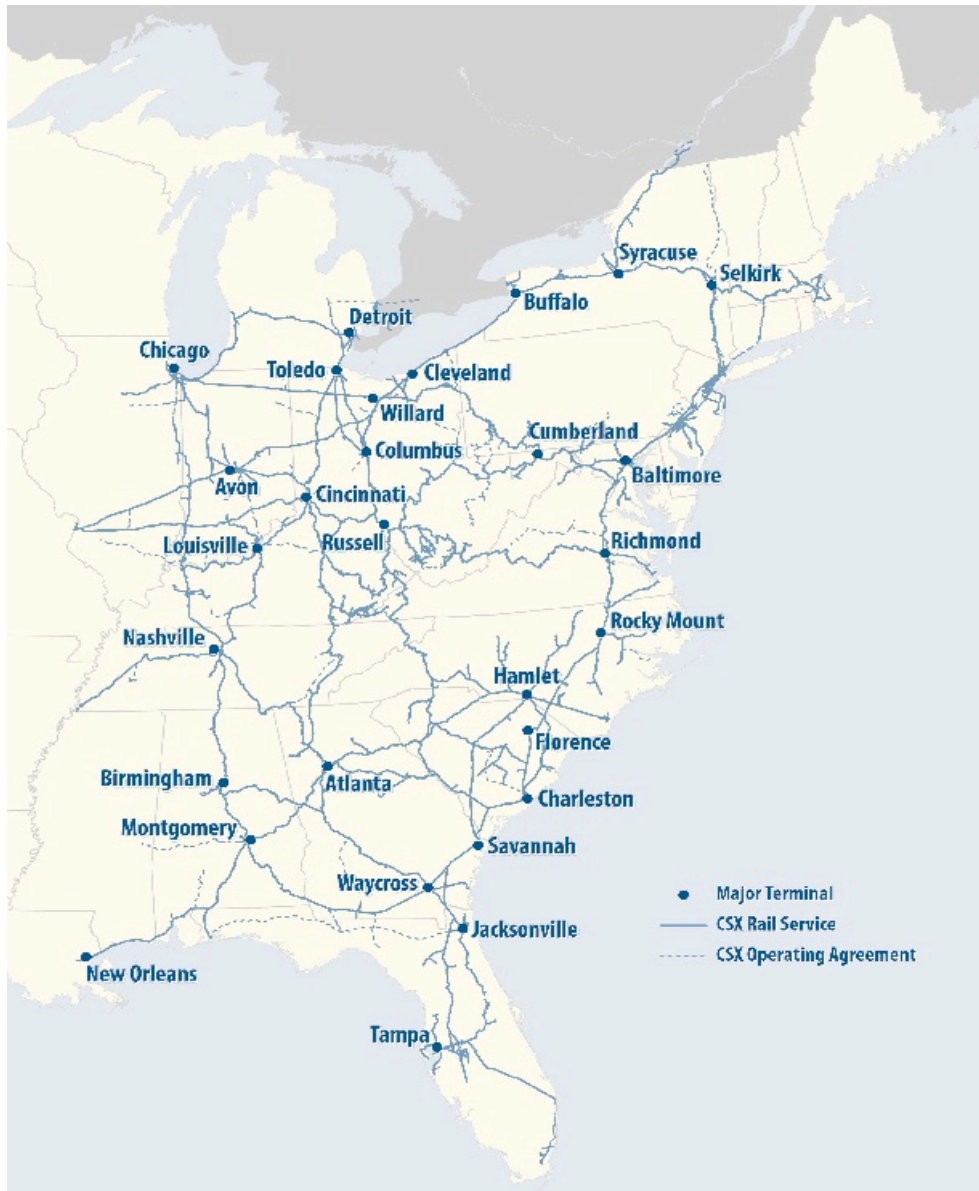 Syracuse
Selkirk
Buffalo
Detroit
Chicago
Toledo
Cleveland
Willard
Cumberland
Columbus
Baltimore
Avon
Cincinnati
Russell
Louisville
Richmond
Rocky Mount
Nashville
Hamlet
Florence
Birmingham
Atlanta
Charleston
Montgomery
Savannah
Waycross
Major Terminal
CSX Rail Service
Jacksonville
CSX Operating Agreement
New Orleans
Tampa